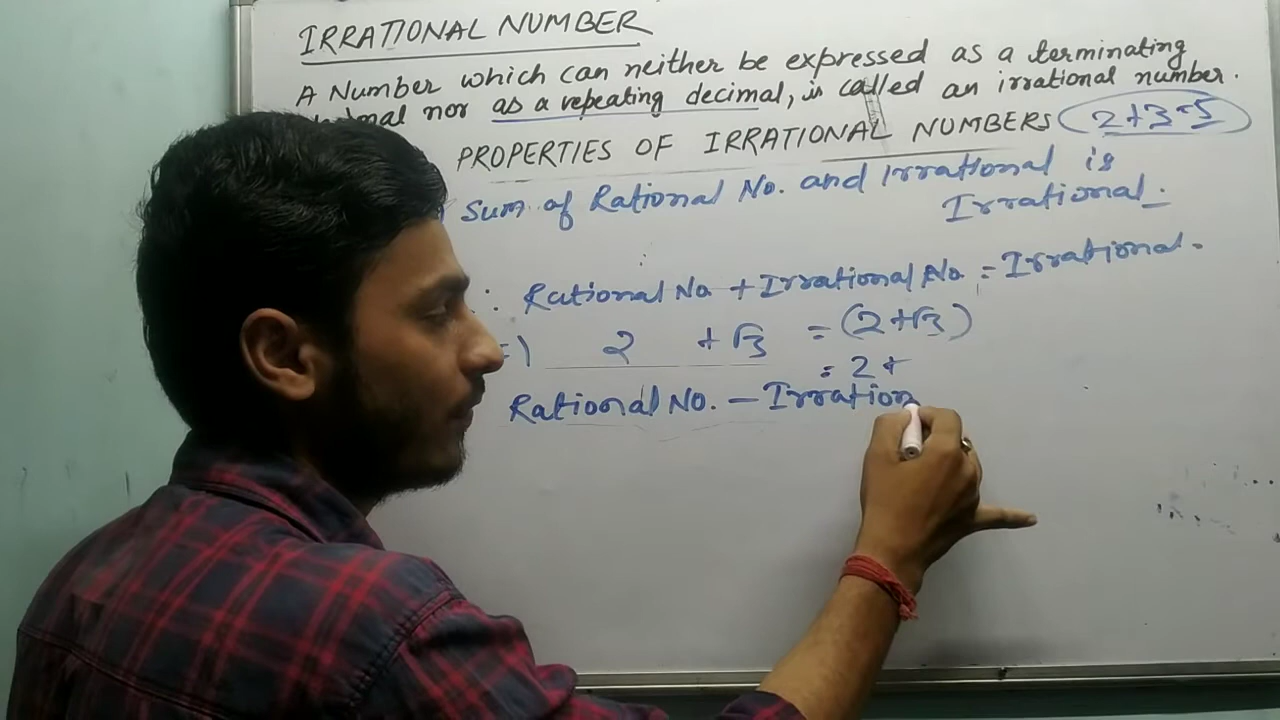 IRRATIONAL NUMBER
A Number which can neither be expressed as a terminating
nor as a repeating decimal, is called an irrational number.
PROPERTIES OF IRRATIONAL NUMBERS 2+3=5
Sum of Rational No. and Irrational is
Irrational.
∴ Rational No + Irrational No = Irrational.
=) 2 + √3 = (2+√3)
= 2+
Rational No. - Irration